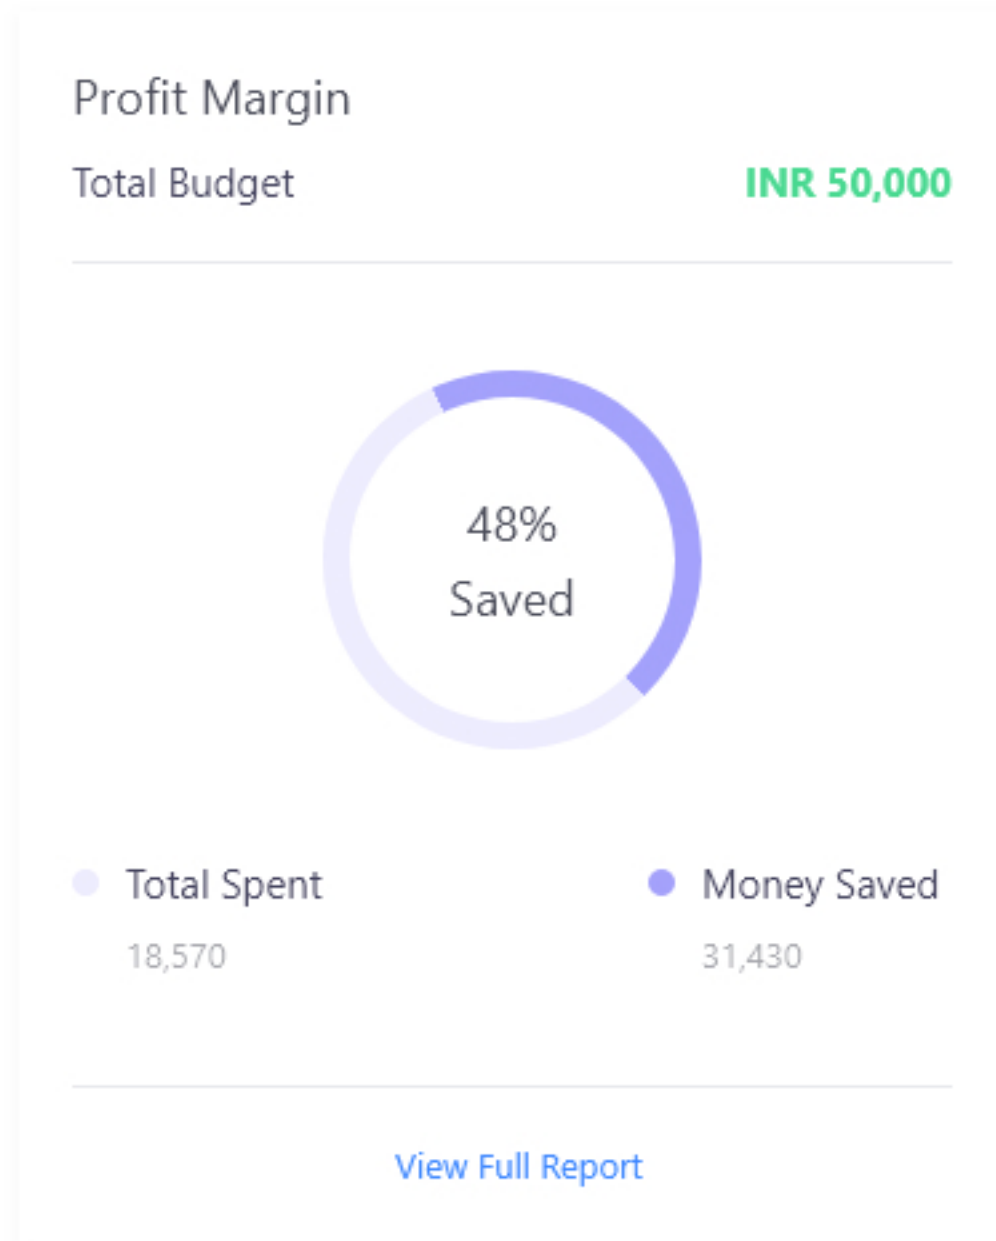 Profit Margin
Total Budget INR 50,000
48%
Saved
Total Spent Money Saved
18,570 31,430
View Full Report